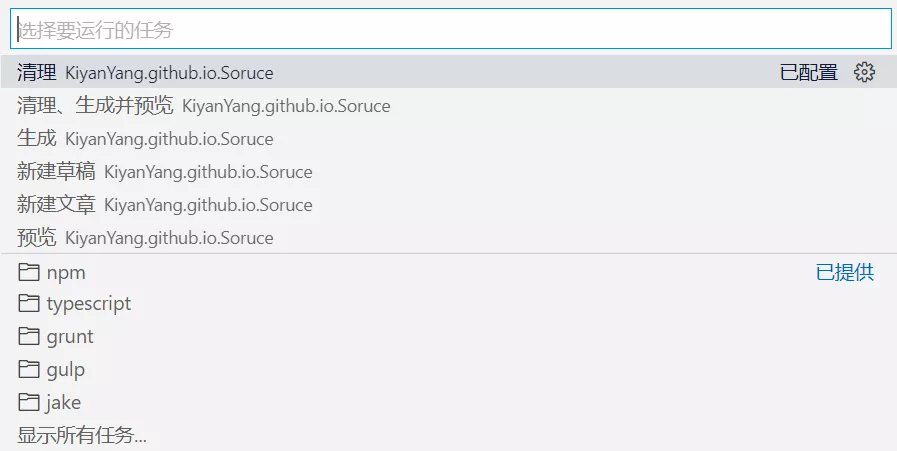 选择要运行的任务
清理 KiyanYang.github.io.Soruce 已配置
清理、生成并预览 KiyanYang.github.io.Soruce
生成 KiyanYang.github.io.Soruce
新建草稿 KiyanYang.github.io.Soruce
新建文章 KiyanYang.github.io.Soruce
预览 KiyanYang.github.io.Soruce
npm 已提供
typescript
grunt
gulp
jake
显示所有任务...